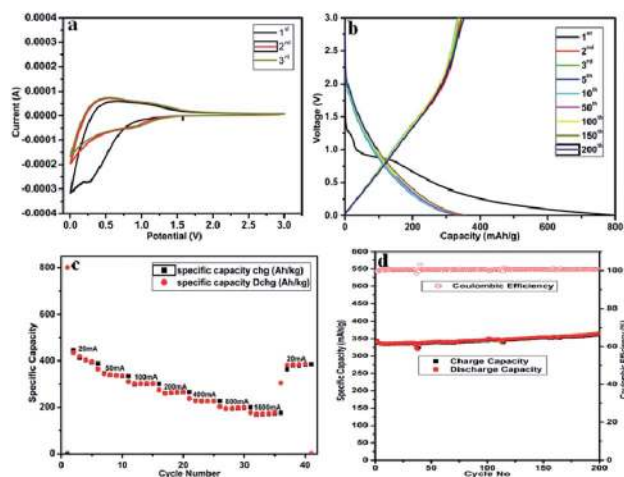 a
0.0004
0.0003
0.0002
0.0001
0.0000
-0.0001
-0.0002
-0.0003
-0.0004
Current (A)
1st
2nd
3rd
0.0 0.5 1.0 1.5 2.0 2.5 3.0
Potential (V)
b
3.0
2.5
2.0
1.5
1.0
0.5
0.0
Voltage (V)
1st
2nd
3rd
5th
10th
50th
100th
150th
200th
0 200 400 600 800
Capacity (mAh/g)
c
800
600
400
200
0
Specific Capacity
specific capacity chg (Ah/kg)
specific capacity Dchg (Ah/kg)
20mA
50mA
100mA
200mA
400mA
800mA
1600mA
20mA
0 10 20 30 40
Cycle Number
d
550
500
450
400
350
300
250
200
150
100
50
0
Specific Capacity (mAh/g)
Coulombic Efficiency
Charge Capacity
Discharge Capacity
100
80
60
40
20
0
Coulombic Efficiency (%)
0 50 100 150 200
Cycle No